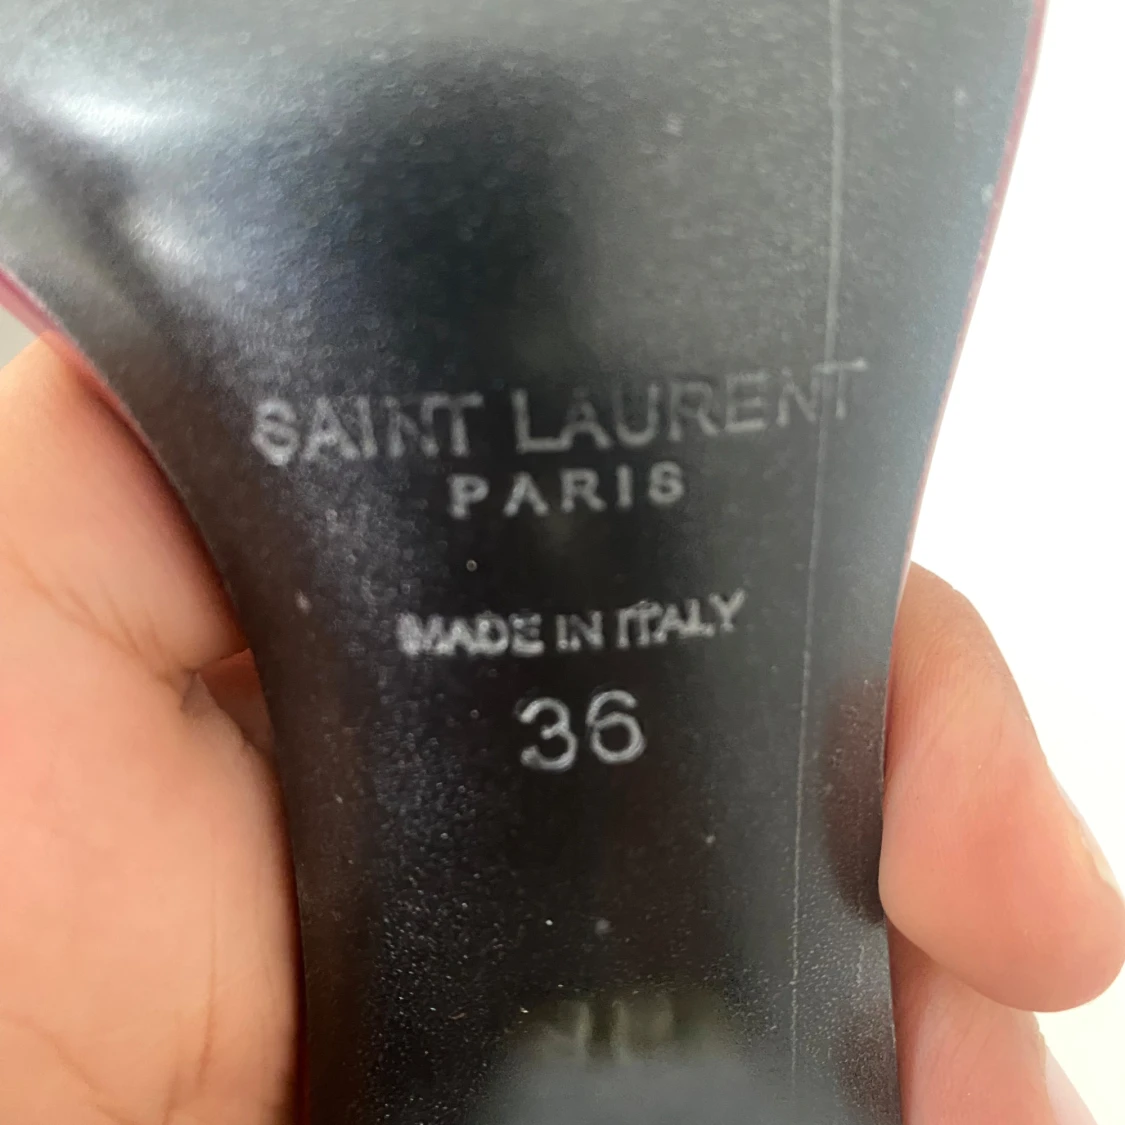 SAINT LAURENT
PARIS
MADE IN ITALY
36